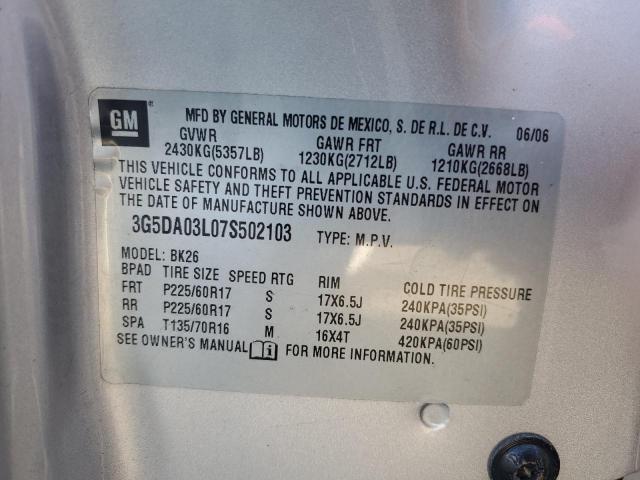 GM
MFD BY GENERAL MOTORS DE MEXICO, S. DE R.L. DE C.V. 06/06
GVWR GAWR FRT GAWR RR
2430KG(5357LB) 1230KG(2712LB) 1210KG(2668LB)
THIS VEHICLE CONFORMS TO ALL APPLICABLE U.S. FEDERAL MOTOR
VEHICLE SAFETY AND THEFT PREVENTION STANDARDS IN EFFECT ON
THE DATE OF MANUFACTURE SHOWN ABOVE.
3G5DA03L07S502103 TYPE: M.P.V.
MODEL: BK26
BPAD TIRE SIZE SPEED RTG RIM COLD TIRE PRESSURE
FRT P225/60R17 S 17X6.5J 240KPA(35PSI)
RR P225/60R17 S 17X6.5J 240KPA(35PSI)
SPA T135/70R16 M 16X4T 420KPA(60PSI)
SEE OWNER'S MANUAL FOR MORE INFORMATION.